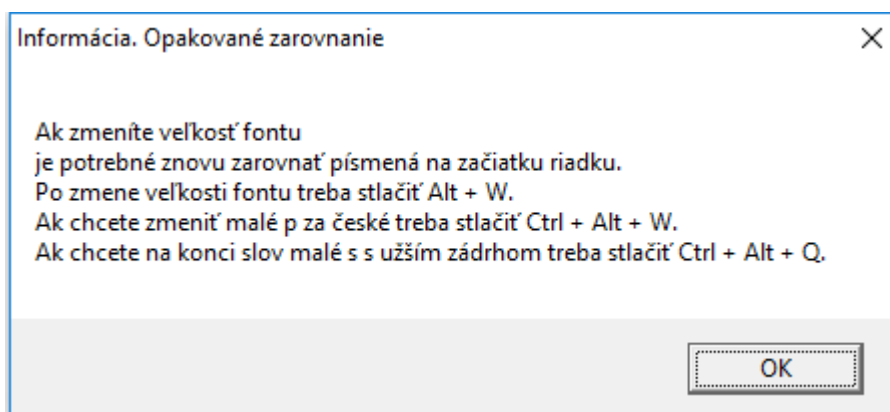 Informácia. Opakované zarovnanie
Ak zmeníte veľkosť fontu
je potrebné znovu zarovnať písmená na začiatku riadku.
Po zmene veľkosti fontu treba stlačiť Alt + W.
Ak chcete zmeniť malé p za české treba stlačiť Ctrl + Alt + W.
Ak chcete na konci slov malé s s užším zádrhom treba stlačiť Ctrl + Alt + Q.
OK